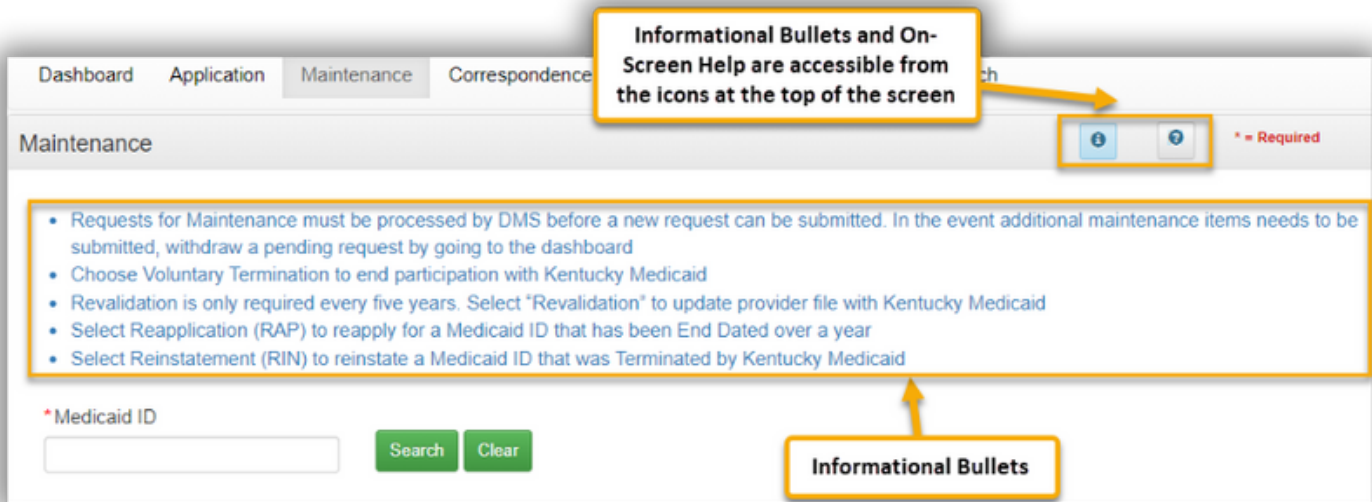 Informational Bullets and On-
Screen Help are accessible from
the icons at the top of the screen
Dashboard Application Maintenance Correspondence ch
Maintenance * = Required
• Requests for Maintenance must be processed by DMS before a new request can be submitted. In the event additional maintenance items needs to be
submitted, withdraw a pending request by going to the dashboard
• Choose Voluntary Termination to end participation with Kentucky Medicaid
• Revalidation is only required every five years. Select “Revalidation” to update provider file with Kentucky Medicaid
• Select Reapplication (RAP) to reapply for a Medicaid ID that has been End Dated over a year
• Select Reinstatement (RIN) to reinstate a Medicaid ID that was Terminated by Kentucky Medicaid
*Medicaid ID
Search Clear
Informational Bullets